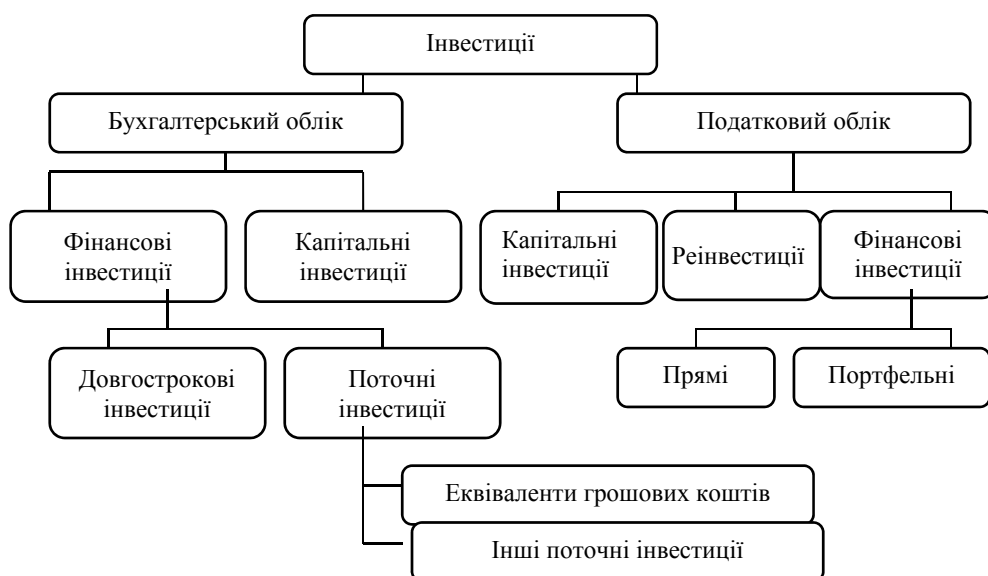 Інвестиції
Бухгалтерський облік
Податковий облік
Фінансові
інвестиції
Капітальні
інвестиції
Капітальні
інвестиції
Реінвестиції
Фінансові
інвестиції
Довгострокові
інвестиції
Поточні
інвестиції
Прямі
Портфельні
Еквіваленти грошових коштів
Інші поточні інвестиції